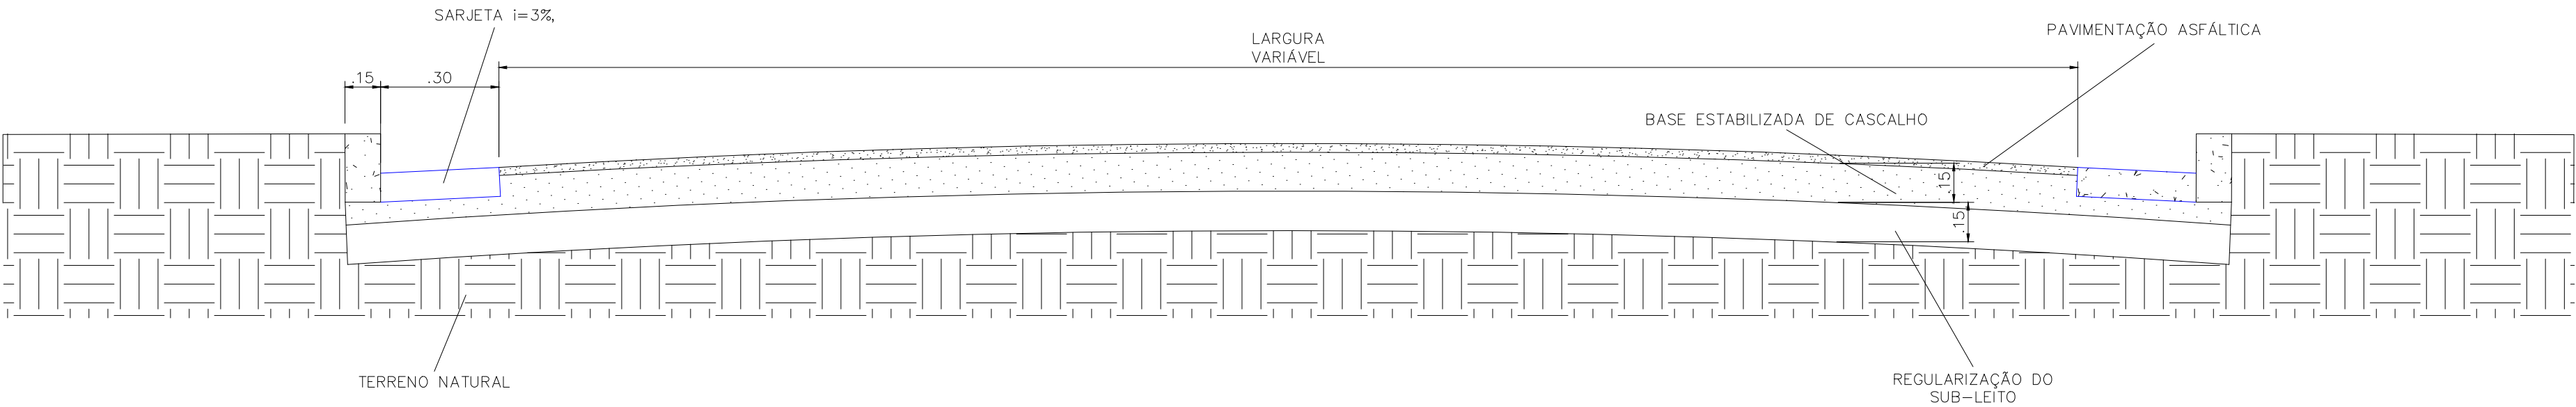 SARJETA i=3%,
LARGURA
VARIÁVEL
PAVIMENTAÇÃO ASFÁLTICA
.15
.30
BASE ESTABILIZADA DE CASCALHO
.15
.15
TERRENO NATURAL
REGULARIZAÇÃO DO
SUB-LEITO